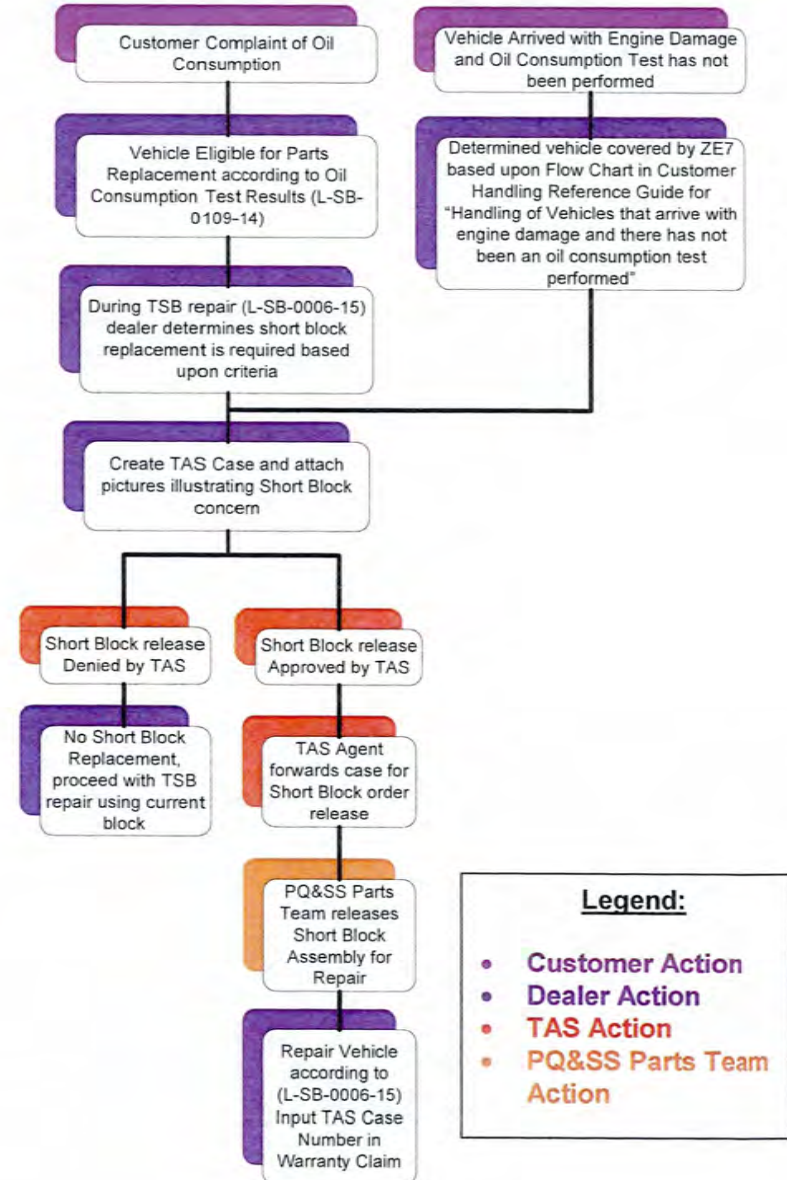 Customer Complaint of Oil
Consumption
Vehicle Arrived with Engine Damage
and Oil Consumption Test has not
been performed
Vehicle Eligible for Parts
Replacement according to Oil
Consumption Test Results (L-SB-
0109-14)
Determined vehicle covered by ZE7
based upon Flow Chart in Customer
Handling Reference Guide for
“Handling of Vehicles that arrive with
engine damage and there has not
been an oil consumption test
performed”
During TSB repair (L-SB-0006-15)
dealer determines short block
replacement is required based
upon criteria
Create TAS Case and attach
pictures illustrating Short Block
concern
Short Block release
Denied by TAS
Short Block release
Approved by TAS
No Short Block
Replacement,
proceed with TSB
repair using current
block
TAS Agent
forwards case for
Short Block order
release
PQ&SS Parts
Team releases
Short Block
Assembly for
Repair
Repair Vehicle
according to
(L-SB-0006-15)
Input TAS Case
Number in
Warranty Claim
Legend:
• Customer Action
• Dealer Action
• TAS Action
• PQ&SS Parts Team
Action